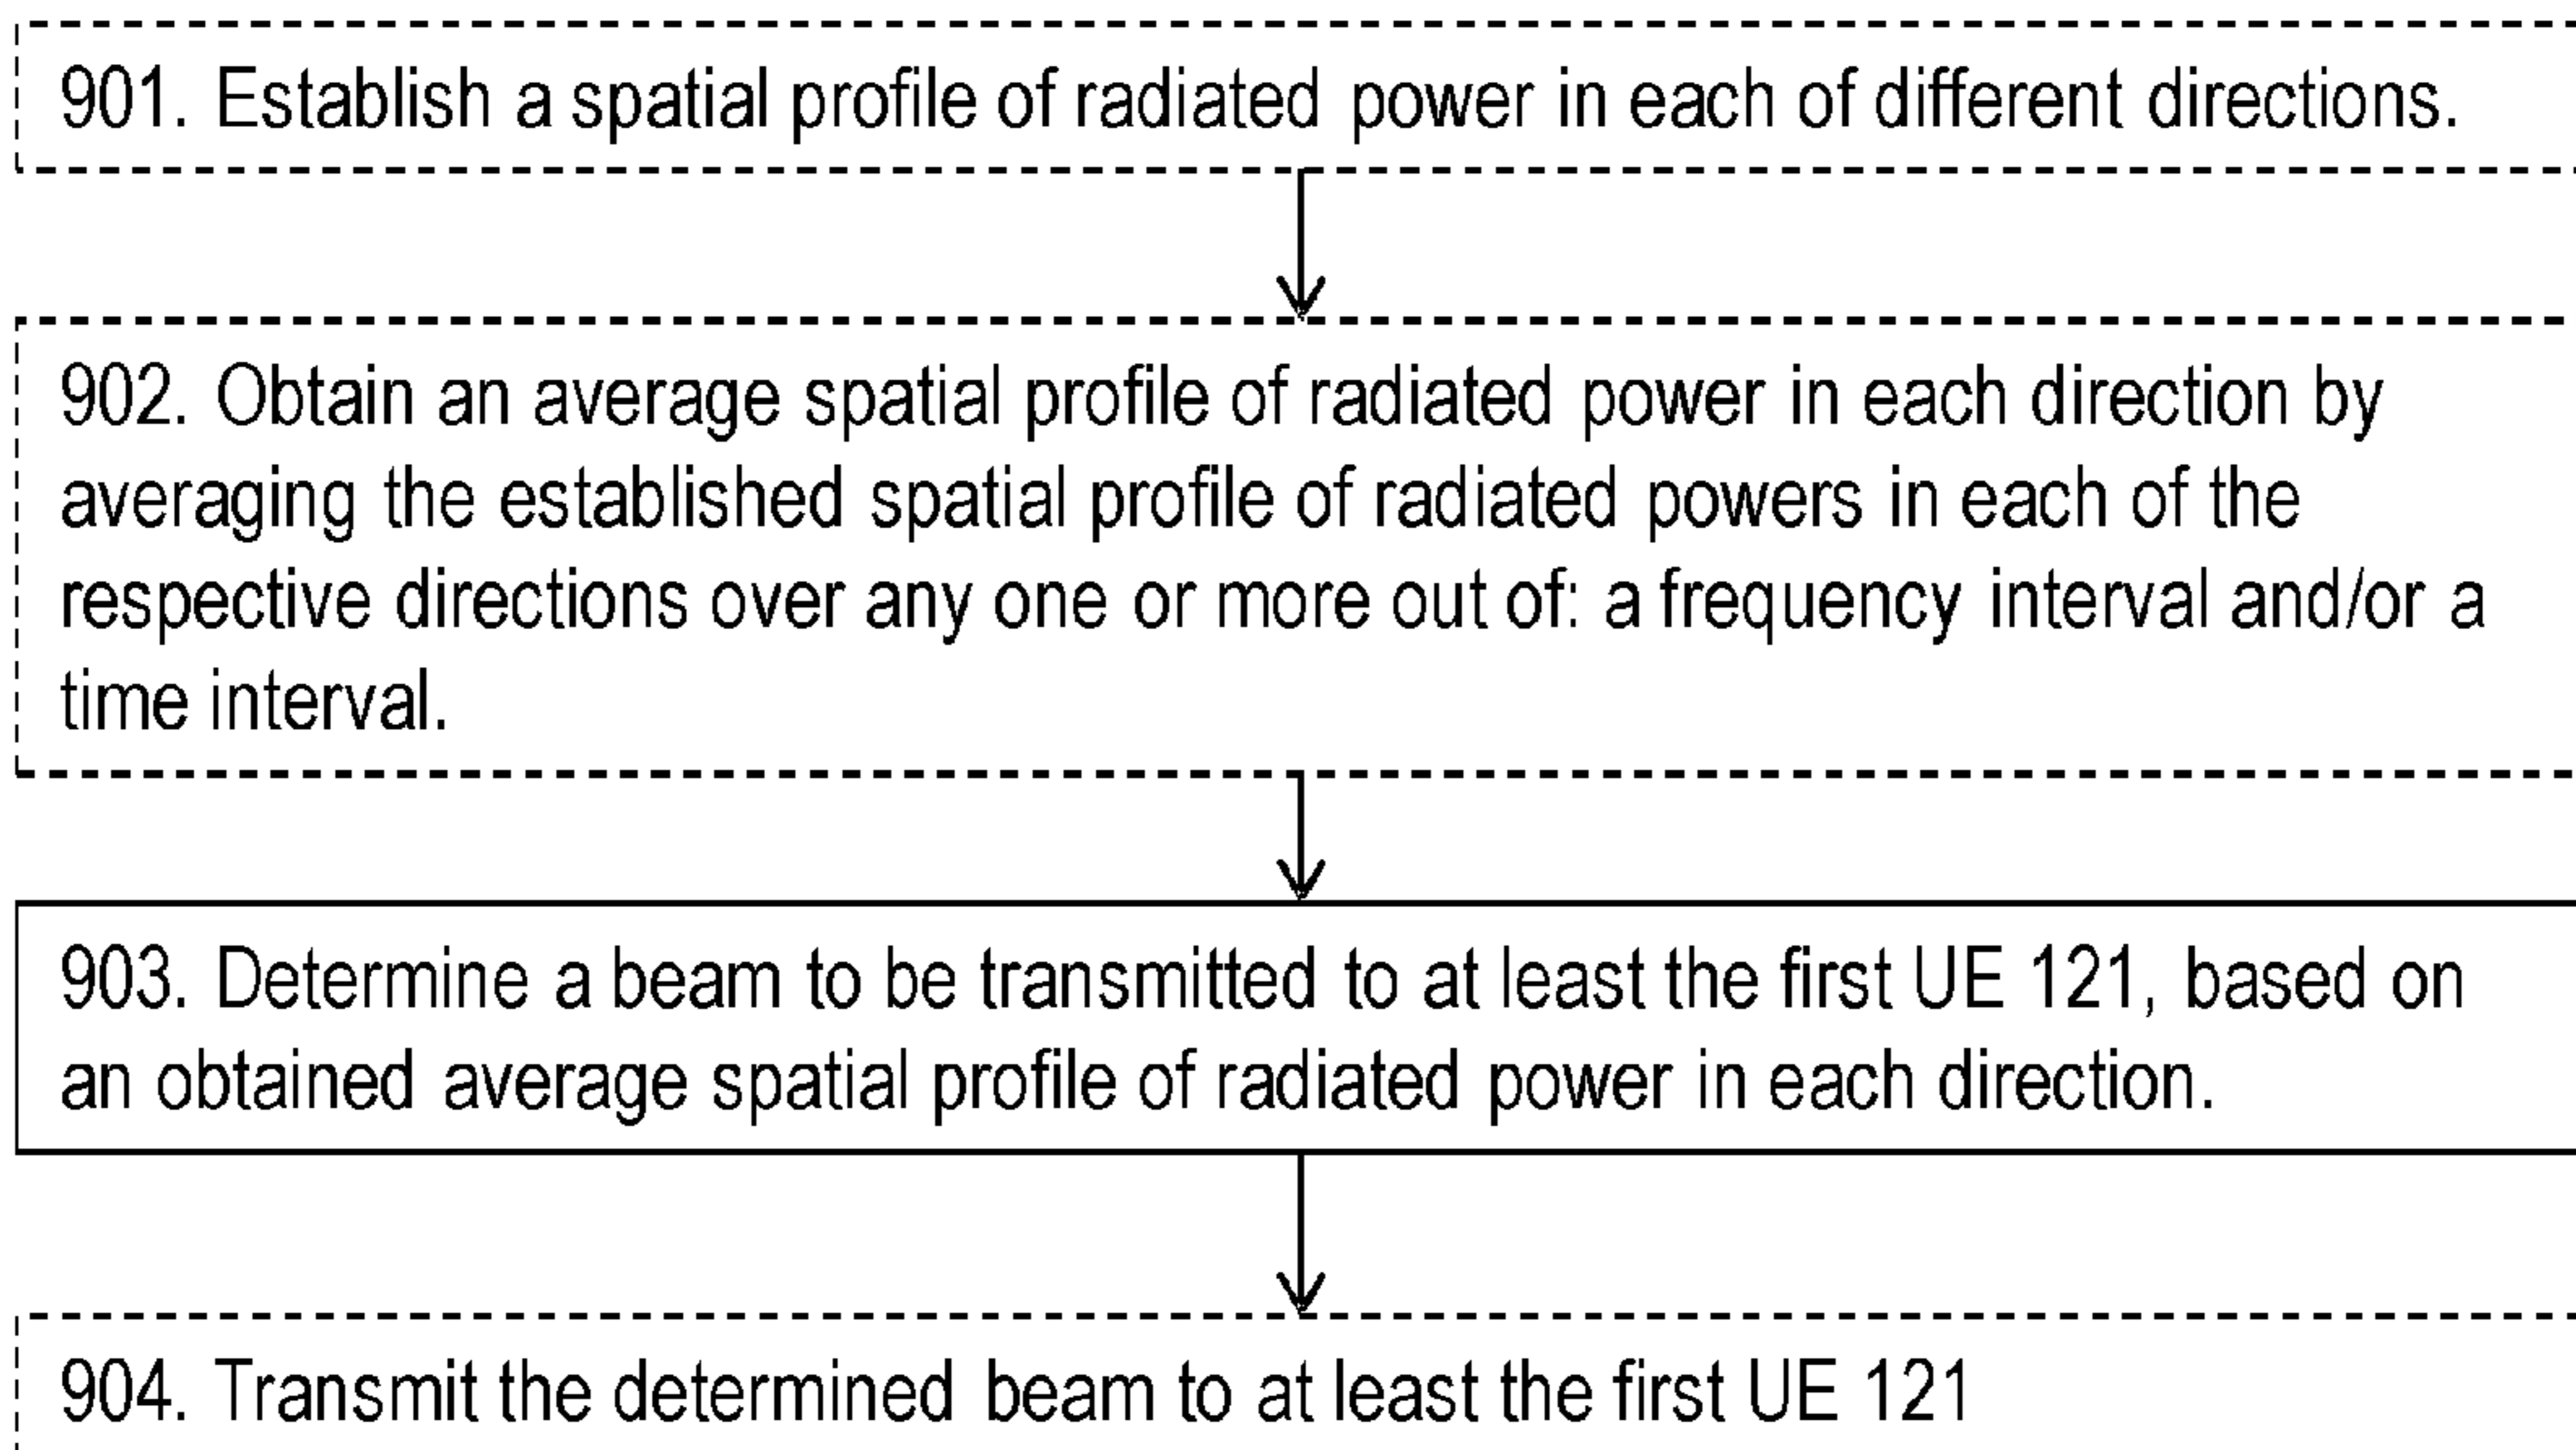 901. Establish a spatial profile of radiated power in each of different directions.
902. Obtain an average spatial profile of radiated power in each direction by
averaging the established spatial profile of radiated powers in each of the
respective directions over any one or more out of: a frequency interval and/or a
time interval.
903. Determine a beam to be transmitted to at least the first UE 121, based on
an obtained average spatial profile of radiated power in each direction.
904. Transmit the determined beam to at least the first UE 121